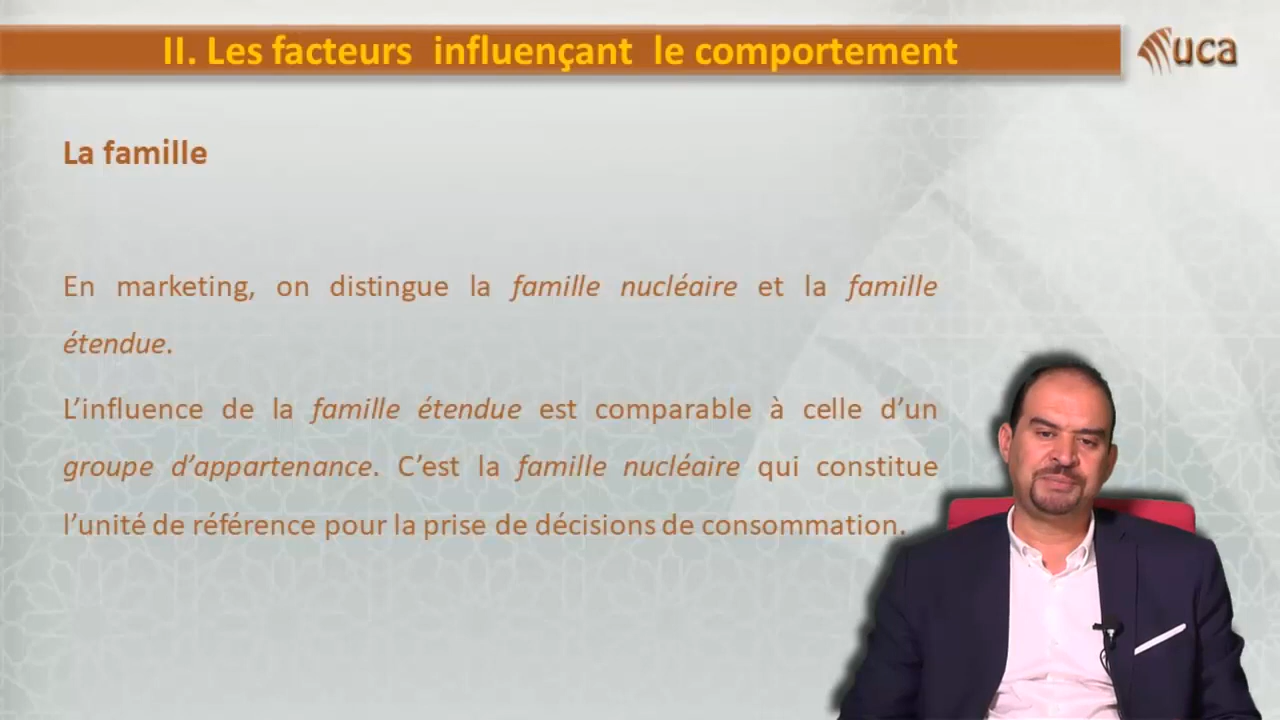 II. Les facteurs influençant le comportement
uca
La famille
En marketing, on distingue la famille nucléaire et la famille
étendue.
L’influence de la famille étendue est comparable à celle d’un
groupe d’appartenance. C’est la famille nucléaire qui constitue
l’unité de référence pour la prise de décisions de consommation.